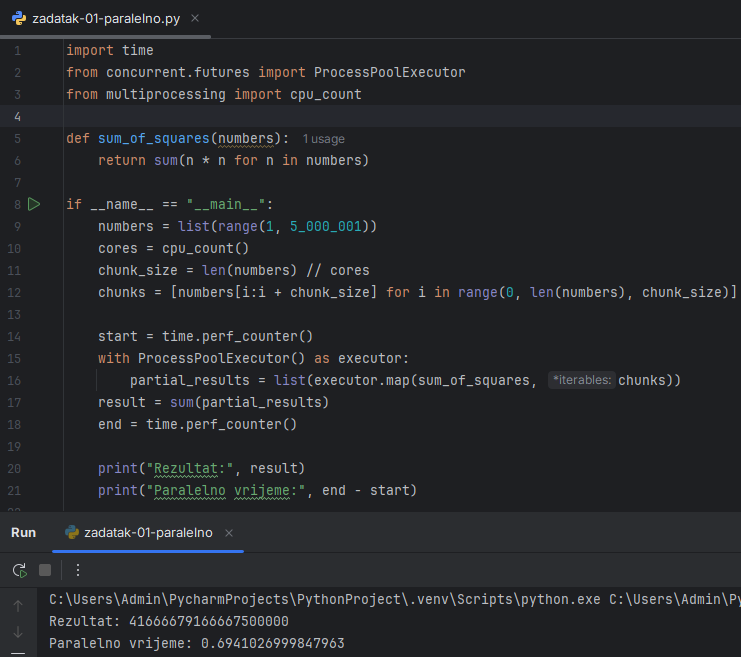 zadatak-01-paralelno.py
1 import time
2 from concurrent.futures import ProcessPoolExecutor
3 from multiprocessing import cpu_count
4
5 def sum_of_squares(numbers): 1 usage
6     return sum(n * n for n in numbers)
7
8 if __name__ == "__main__":
9     numbers = list(range(1, 5_000_001))
10     cores = cpu_count()
11     chunk_size = len(numbers) // cores
12     chunks = [numbers[i:i + chunk_size] for i in range(0, len(numbers), chunk_size)]
13
14     start = time.perf_counter()
15     with ProcessPoolExecutor() as executor:
16         partial_results = list(executor.map(sum_of_squares, *iterables: chunks))
17     result = sum(partial_results)
18     end = time.perf_counter()
19
20     print("Rezultat:", result)
21     print("Paralelno vrijeme:", end - start)
Run zadatak-01-paralelno
C:\Users\Admin\PycharmProjects\PythonProject\.venv\Scripts\python.exe C:\Users\Admin\Py
Rezultat: 41666679166667500000
Paralelno vrijeme: 0.6941026999847963